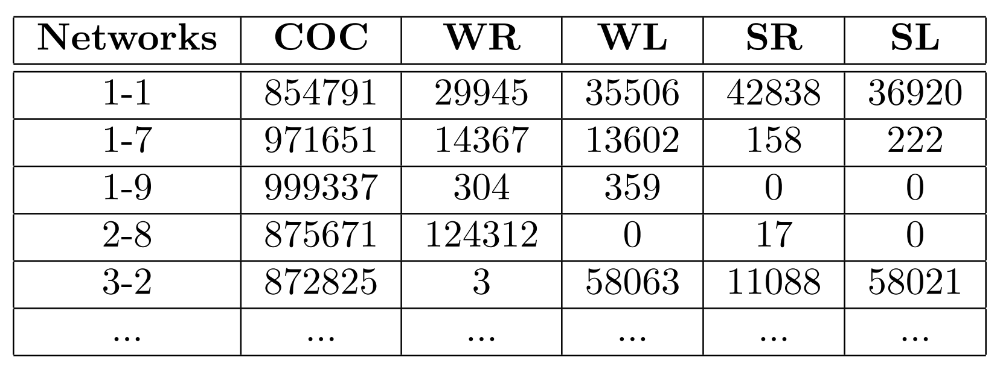 Networks COC WR WL SR SL
1-1 854791 29945 35506 42838 36920
1-7 971651 14367 13602 158 222
1-9 999337 304 359 0 0
2-8 875671 124312 0 17 0
3-2 872825 3 58063 11088 58021
... ... ... ... ... ...